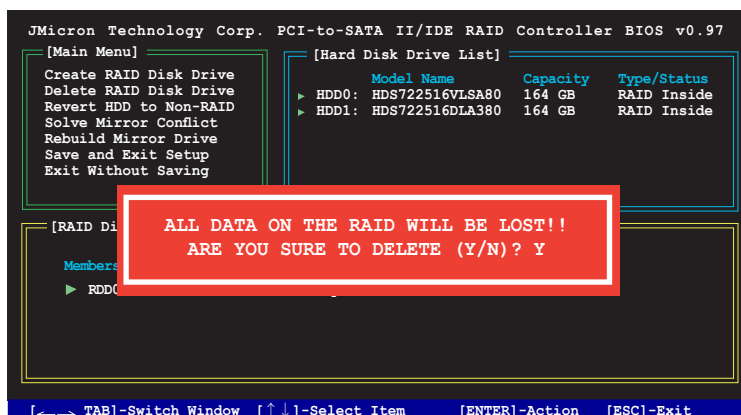 JMicron Technology Corp. PCI-to-SATA II/IDE RAID Controller BIOS v0.97
[Main Menu]
Create RAID Disk Drive
Delete RAID Disk Drive
Revert HDD to Non-RAID
Solve Mirror Conflict
Rebuild Mirror Drive
Save and Exit Setup
Exit Without Saving
[Hard Disk Drive List]
Model Name Capacity Type/Status
HDD0: HDS722516VLSA80 164 GB RAID Inside
HDD1: HDS722516DLA380 164 GB RAID Inside
[RAID Di
Members
RDD0
ALL DATA ON THE RAID WILL BE LOST!!
ARE YOU SURE TO DELETE (Y/N)? Y
[←→ TAB]-Switch Window [↑↓]-Select Item [ENTER]-Action [ESC]-Exit